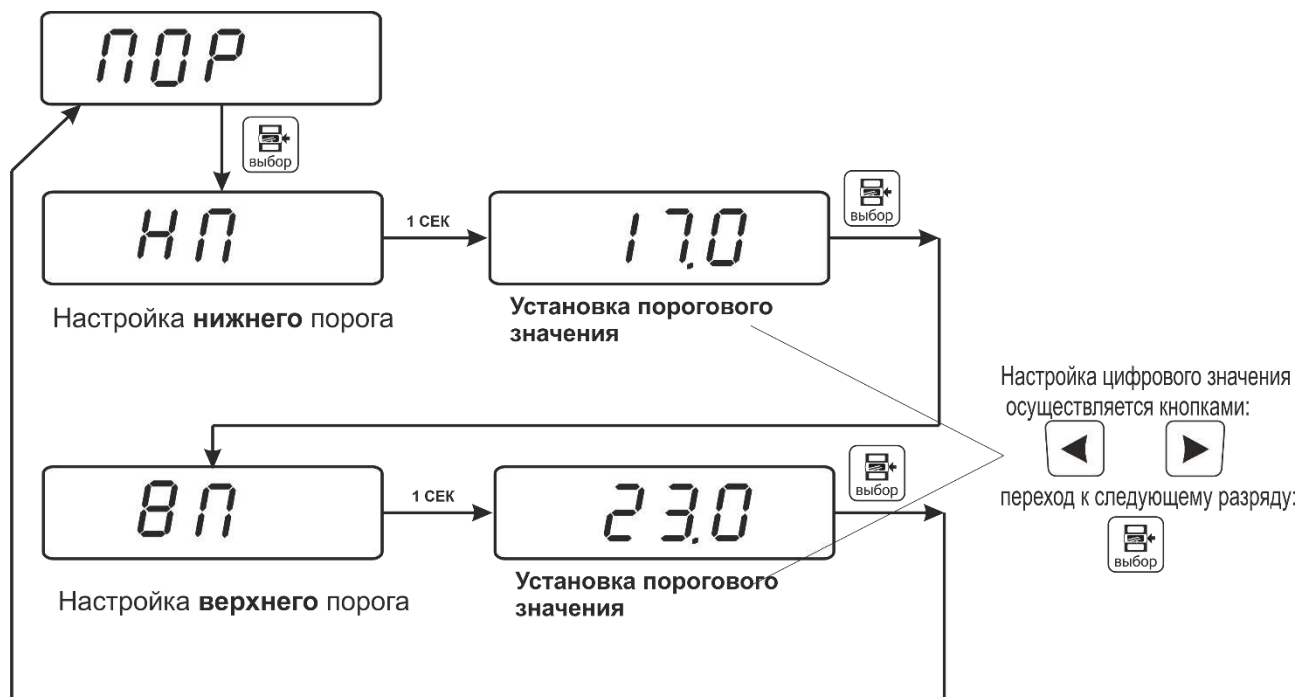 ПОР
выбор
НП
1 СЕК
17.0
выбор
Настройка нижнего порога
Установка порогового
значения
Настройка цифрового значения
осуществляется кнопками:
переход к следующему разряду:
выбор
ВП
1 СЕК
23.0
выбор
Настройка верхнего порога
Установка порогового
значения